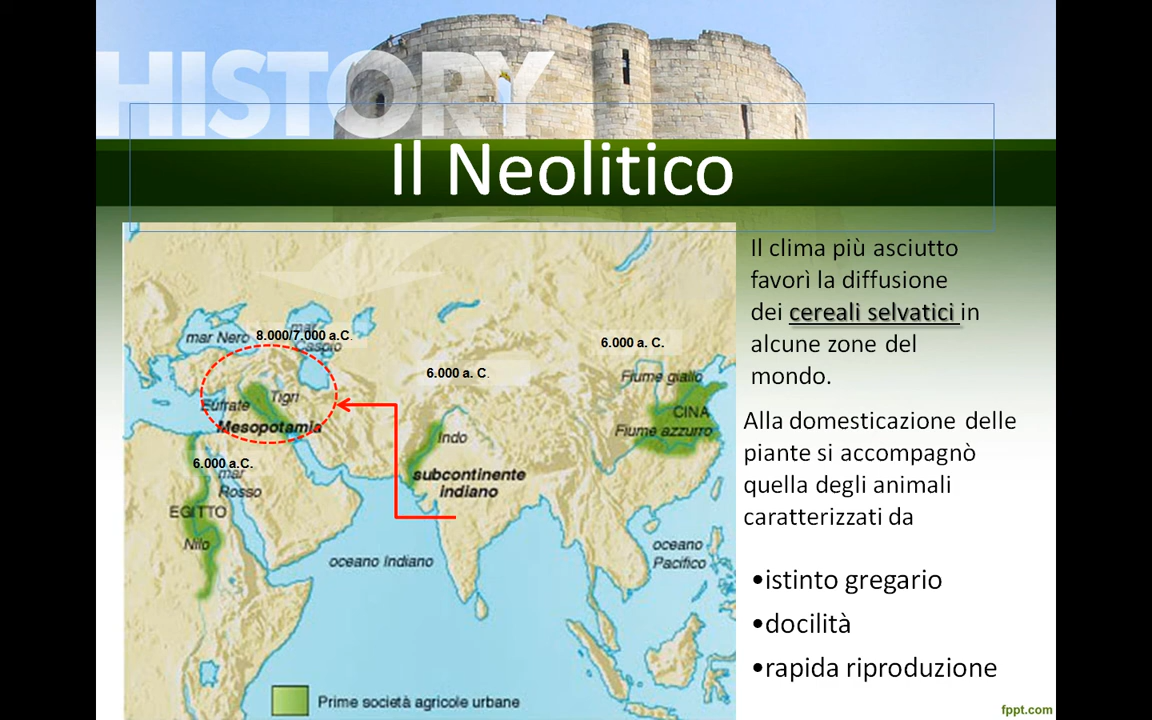 HISTORY
Il Neolitico
Il clima più asciutto
favorì la diffusione
dei cereali selvatici in
alcune zone del
mondo.
Alla domesticazione delle
piante si accompagnò
quella degli animali
caratterizzati da
•istinto gregario
•docilità
•rapida riproduzione
mar Nero
8.000/7.000 a.C.
mar
Caspio
6.000 a. C.
6.000 a. C.
Fiume giallo
Tigri
Eufrate
CINA
Mesopotamia
Fiume azzurro
Indo
6.000 a.C.
mar
Rosso
subcontinente
indiano
EGITTO
Nilo
oceano Indiano
oceano
Pacifico
Prime società agricole urbane
fppt.com